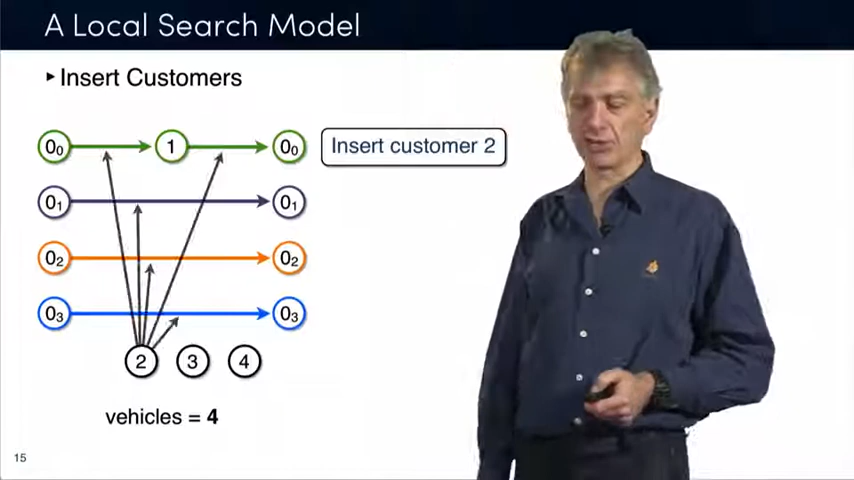 A Local Search Model
▸ Insert Customers
0₀ 1 0₀ Insert customer 2
0₁ 0₁
0₂ 0₂
0₃ 0₃
2 3 4
vehicles = 4
15